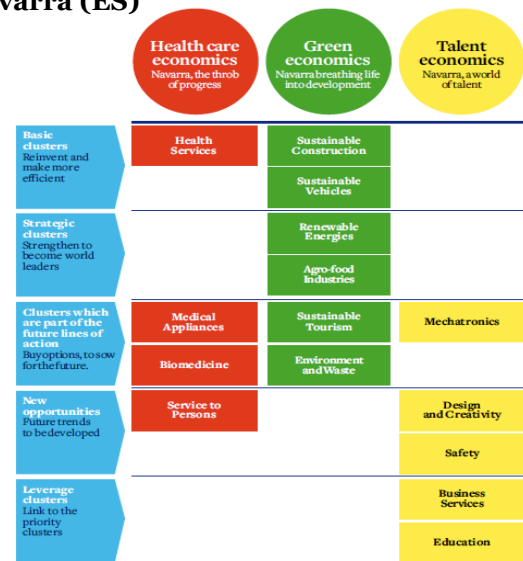 varra (ES)
Health care
economics
Navarra, the throb
of progress
Green
economics
Navarra breathing life
into development
Talent
economics
Navarra, a world
of talent
Basic
clusters
Reinvent and
make more
efficient
Health
Services
Sustainable
Construction
Sustainable
Vehicles
Strategic
clusters
Strengthen to
become world
leaders
Renewable
Energies
Agro-food
Industries
Clusters which
are part of the
future lines of
action
Buy options, to sow
for the future.
Medical
Appliances
Sustainable
Tourism
Mechatronics
Biomedicine
Environment
and Waste
New
opportunities
Future trends
to be developed
Service to
Persons
Design
and Creativity
Safety
Leverage
clusters
Link to the
priority
clusters
Business
Services
Education